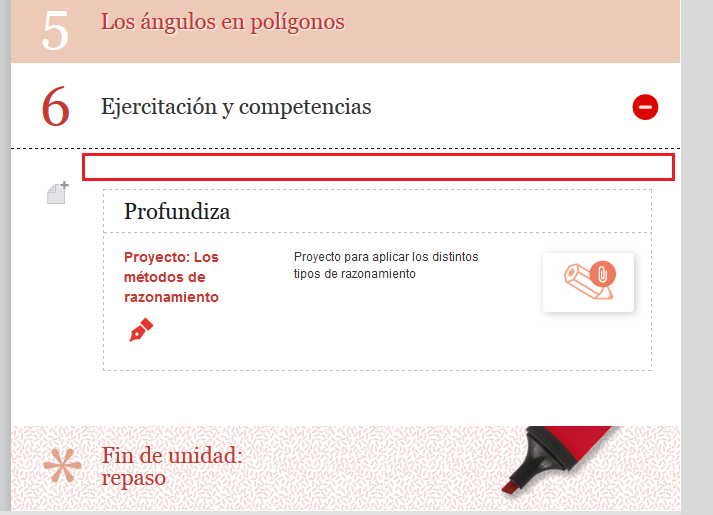 5
Los ángulos en polígonos
6
Ejercitación y competencias
Profundiza
Proyecto: Los
métodos de
razonamiento
Proyecto para aplicar los distintos
tipos de razonamiento
* Fin de unidad:
repaso